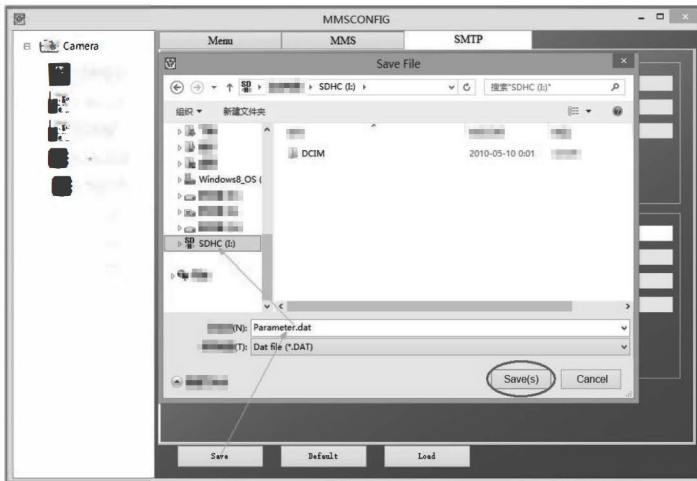 MMSCONFIG
Camera
Menu MMS SMTP
Save File
SDHC (I:)
搜索"SDHC (I:)"
组织 新建文件夹
DCIM 2010-05-10 0:01
Windows8_OS (
SDHC (I:)
(N): Parameter.dat
(T): Dat file (*.DAT)
Save(s) Cancel
Save Default Load